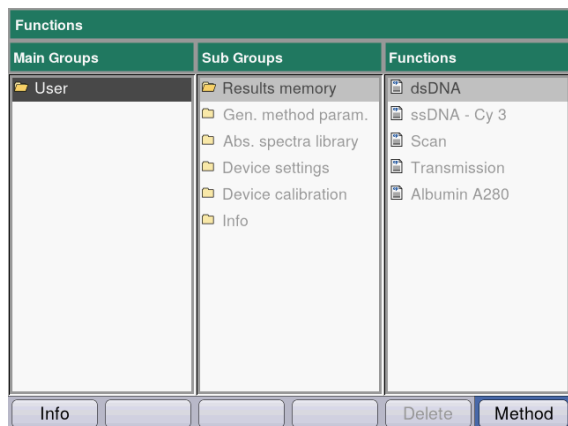 Functions
Main Groups
Sub Groups
Functions
User
Results memory
Gen. method param.
Abs. spectra library
Device settings
Device calibration
Info
dsDNA
ssDNA - Cy 3
Scan
Transmission
Albumin A280
Info
Delete
Method